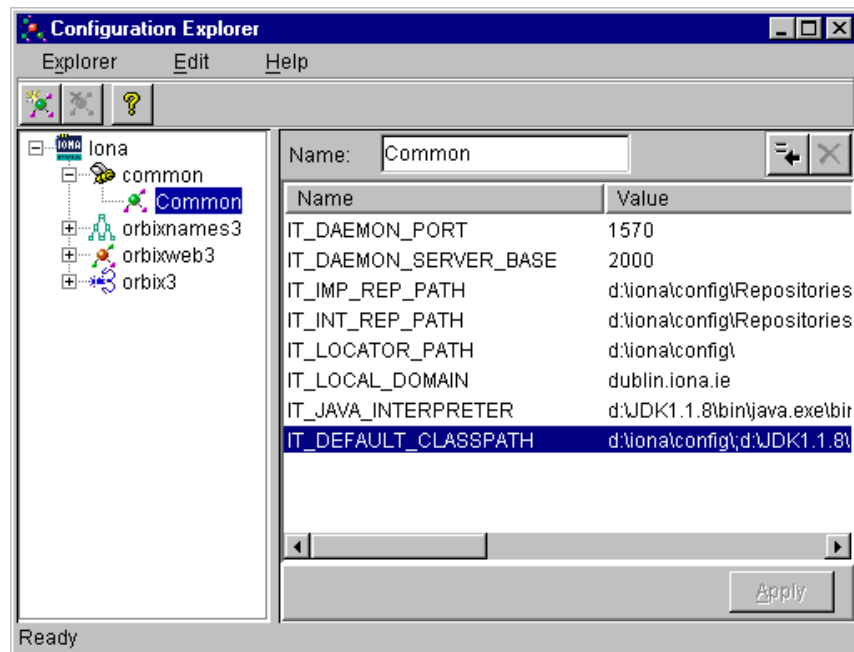 Configuration Explorer
Explorer Edit Help
Iona
common
Common
orbixnames3
orbixweb3
orbix3
Name: Common
Name Value
IT_DAEMON_PORT 1570
IT_DAEMON_SERVER_BASE 2000
IT_IMP_REP_PATH d:\iona\config\Repositories
IT_INT_REP_PATH d:\iona\config\Repositories
IT_LOCATOR_PATH d:\iona\config\
IT_LOCAL_DOMAIN dublin.iona.ie
IT_JAVA_INTERPRETER d:\JDK1.1.8\bin\java.exe\bin
IT_DEFAULT_CLASSPATH d:\iona\config\;d:\JDK1.1.8\
Apply
Ready